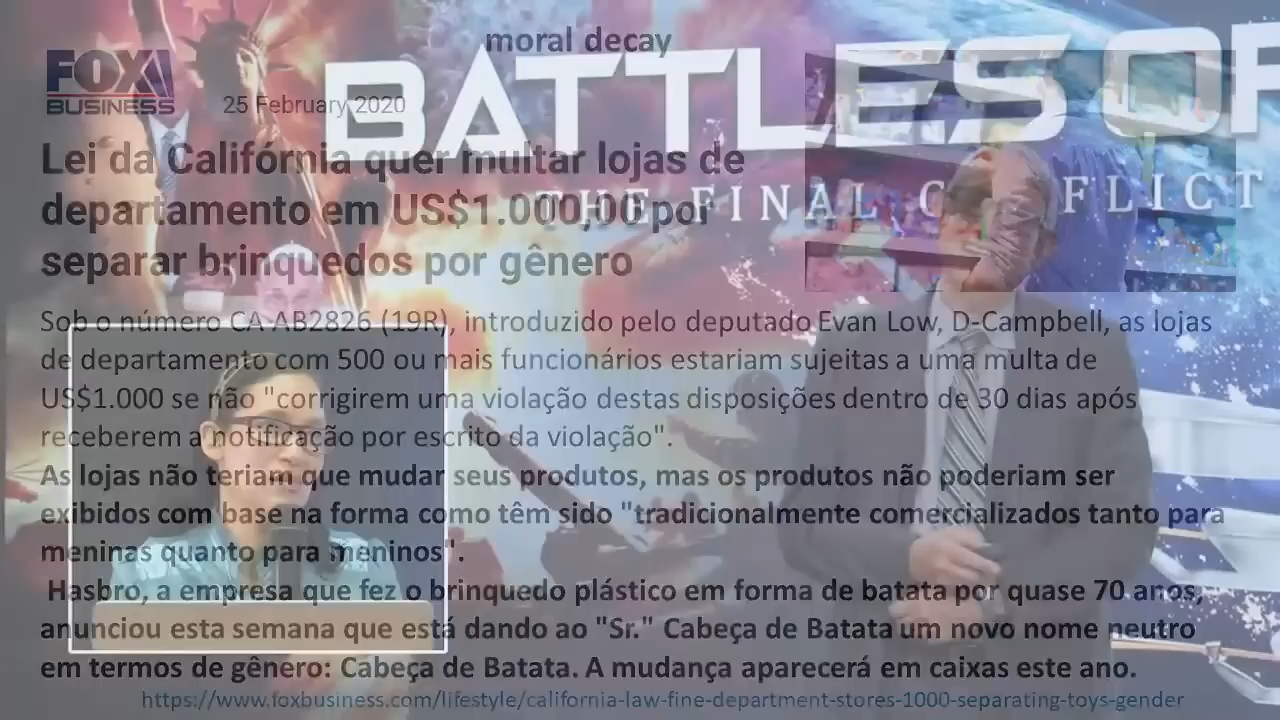 moral decay
BATTLES OF
FOX
BUSINESS
25 February 2020
THE FINAL CONFLICT
Lei da Califórnia quer multar lojas de
departamento em US$1.000,00 por
separar brinquedos por gênero
Sob o número CA AB2826 (19R), introduzido pelo deputado Evan Low, D-Campbell, as lojas
de departamento com 500 ou mais funcionários estariam sujeitas a uma multa de
US$1.000 se não "corrigirem uma violação destas disposições dentro de 30 dias após
receberem a notificação por escrito da violação".
As lojas não teriam que mudar seus produtos, mas os produtos não poderiam ser
exibidos com base na forma como têm sido "tradicionalmente comercializados tanto para
meninas quanto para meninos".
Hasbro, a empresa que fez o brinquedo plástico em forma de batata por quase 70 anos,
anunciou esta semana que está dando ao "Sr." Cabeça de Batata um novo nome neutro
em termos de gênero: Cabeça de Batata. A mudança aparecerá em caixas este ano.
https://www.foxbusiness.com/lifestyle/california-law-fine-department-stores-1000-separating-toys-gender